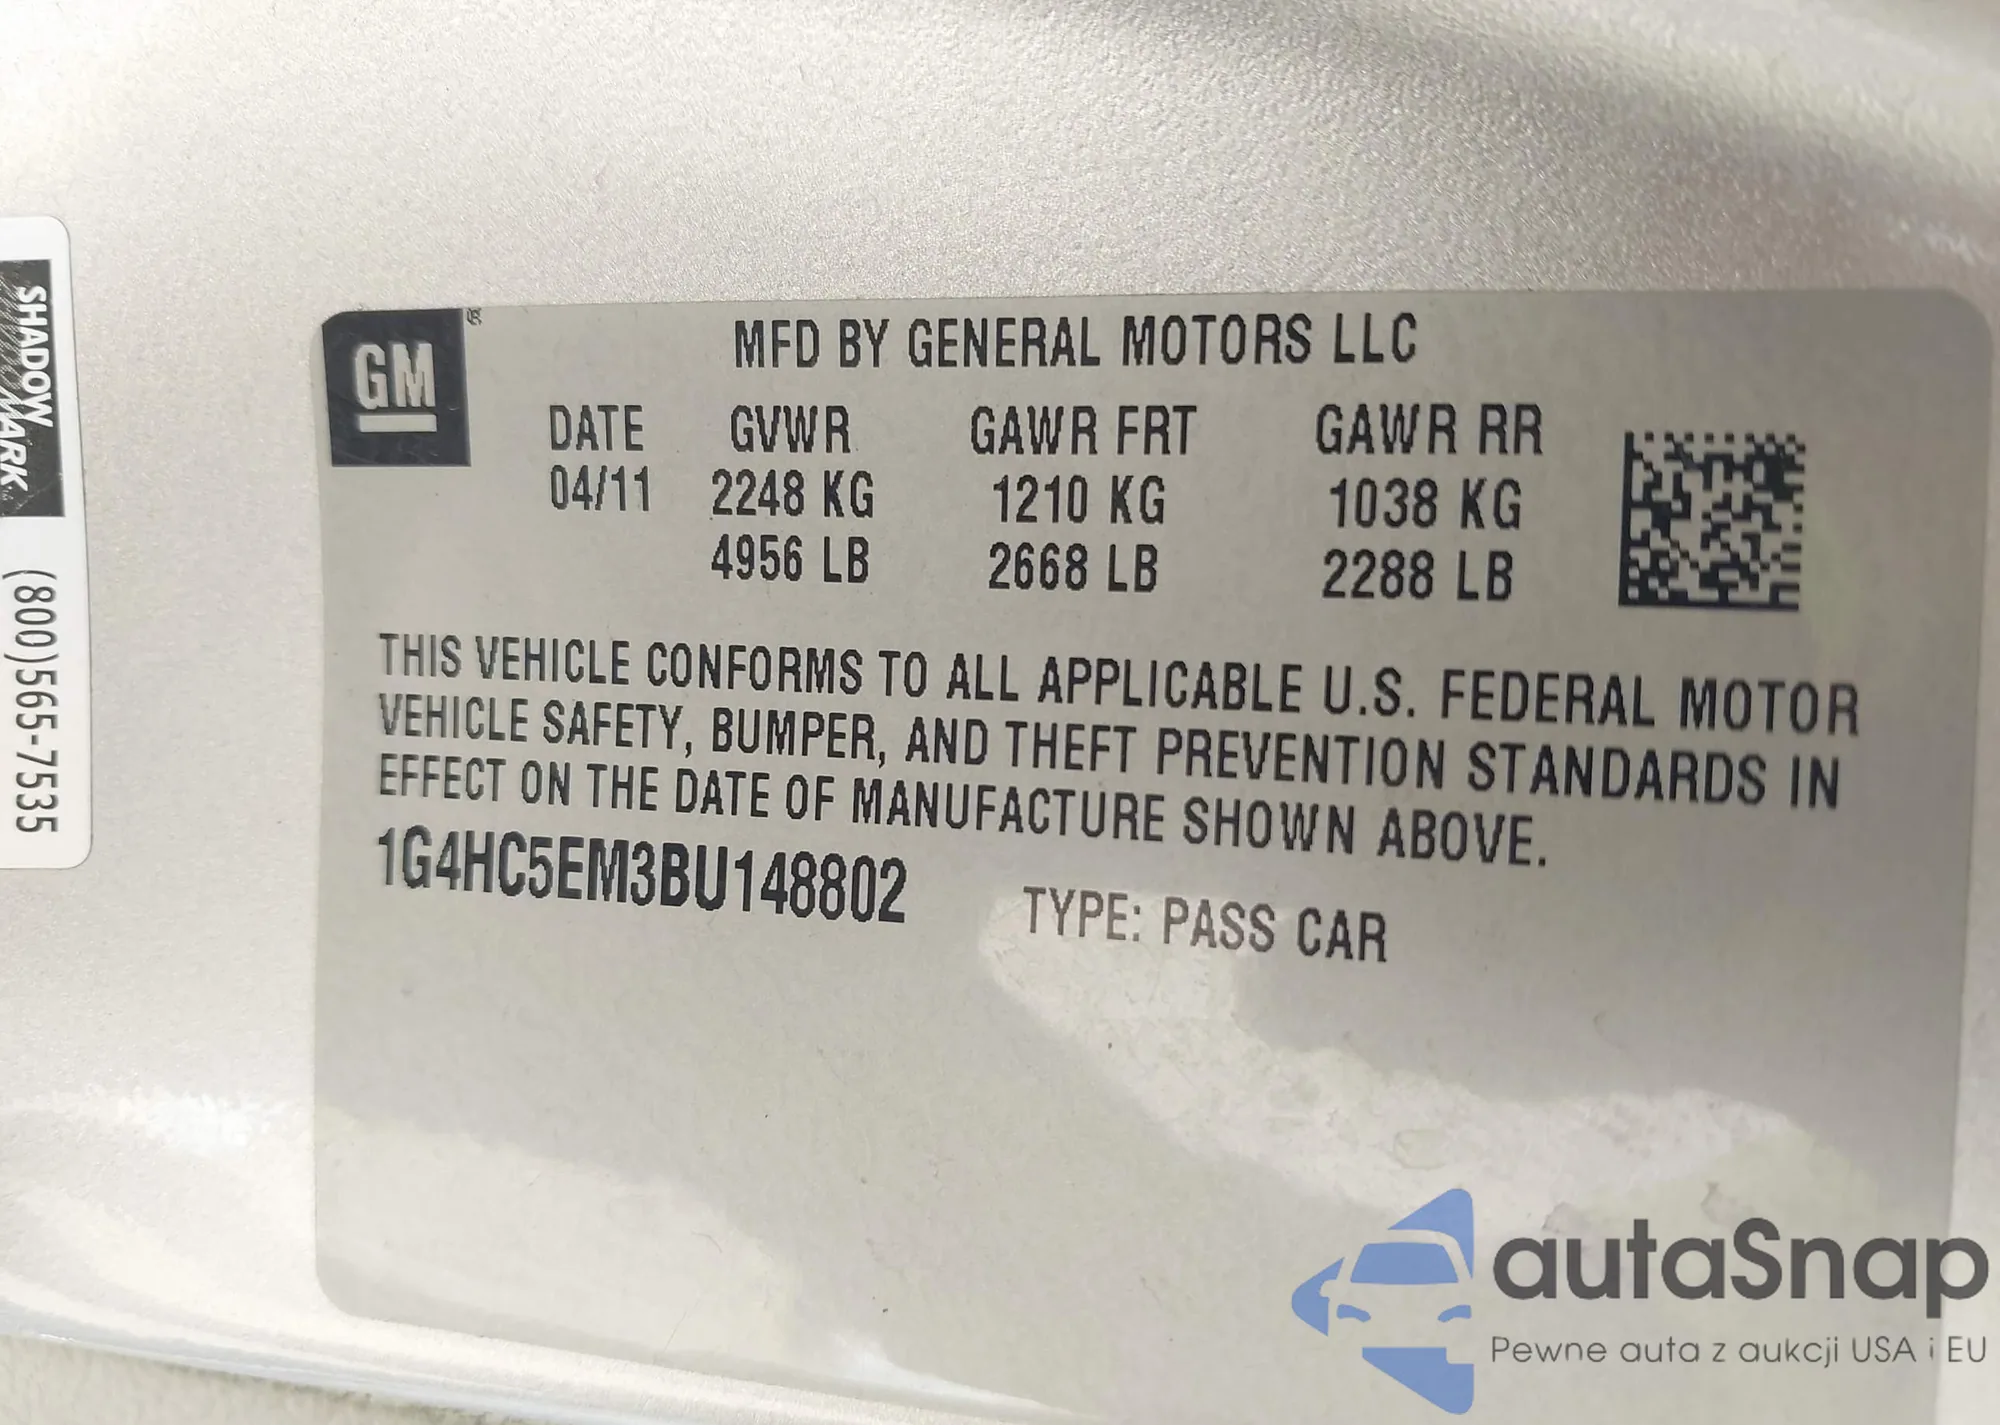 SHADOW
MARK
(800)565-7535
GM
MFD BY GENERAL MOTORS LLC
DATE GVWR GAWR FRT GAWR RR
04/11 2248 KG 1210 KG 1038 KG
4956 LB 2668 LB 2288 LB
THIS VEHICLE CONFORMS TO ALL APPLICABLE U.S. FEDERAL MOTOR
VEHICLE SAFETY, BUMPER, AND THEFT PREVENTION STANDARDS IN
EFFECT ON THE DATE OF MANUFACTURE SHOWN ABOVE.
1G4HC5EM3BU148802 TYPE: PASS CAR
autaSnap
Pewne auta z aukcji USA i EU